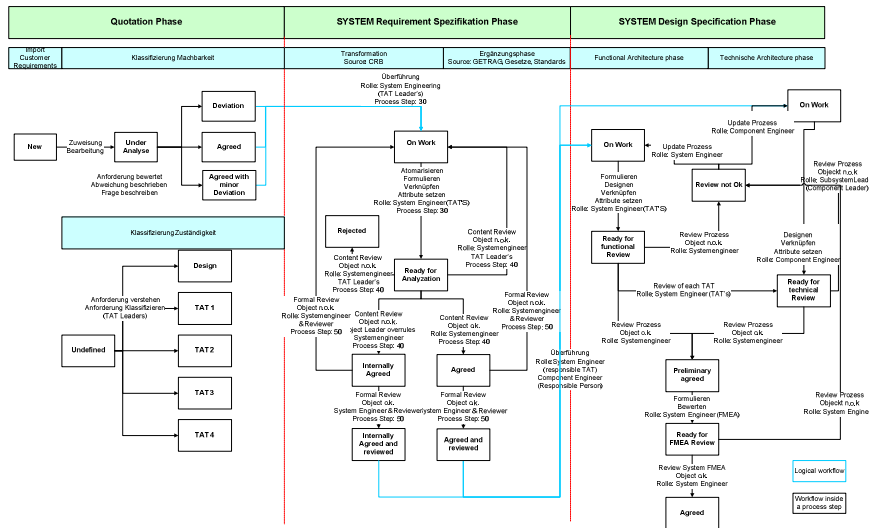 Quotation Phase
SYSTEM Requirement Spezifikation Phase
SYSTEM Design Specification Phase
Import
Customer
Requirements
Klassifizierung Machbarkeit
Transformation
Source CRB
Ergänzungsphase
Source: GETRAG, Gesetze, Standards
Functional Architecture phase
Technische Architecture phase
New
Zuweisung
Bearbeitung
Under
Analyse
Deviation
Agreed
Agreed with
minor
Deviation
Anforderung bewertet
Abweichung beschrieben
Frage beschreiben
Klassifizierung Zuständigkeit
Undefined
Anforderung verstehen
Anforderung Klassifizieren
(TAT Leaders)
Design
TAT 1
TAT 2
TAT 3
TAT 4
Überführung
Rolle: System Engineering
(TAT Leader's)
Process Step: 30
On Work
Atomarisieren
Formulieren
Verknüpfen
Attribute setzen
Rolle: System Engineer(TAT'S)
Process Step: 30
Rejected
Content Review
Object n.o.k.
Rolle: Systemengineer
TAT Leader's
Process Step: 40
Ready for
Analyzation
Content Review
Object n.o.k.
Rolle: Systemengineer
TAT Leader's
Process Step: 40
Formal Review
Object n.o.k
Rolle: Systemengineer
& Reviewer
Process Step: 50
Content Review
Object n.o.k.
ject Leader overrules
Systemengineer
Process Step: 40
Content Review
Object o.k.
Rolle: Systemengineer
Process Step: 40
Formal Review
Object n.o.k.
Rolle: Systemengineer
& Reviewer
Process Step: 50
Internally
Agreed
Agreed
Formal Review
Object o.k.
System Engineer & Reviewer
Process Step: 50
Formal Review
Object o.k.
ystem Engineer & Reviewer
Process Step: 50
Internally
Agreed and
reviewed
Agreed and
reviewed
Überführung
Rolle:System Engineer
(responsible TAT)
Component Engineer
(Responsible Person)
On Work
On Work
Update Prozess
Rolle: Component Engineer
Update Prozess
Rolle: System Engineer
Review not Ok
Review Prozess
Objeckt n.o.k
Rolle: SubsystemLead
(Component Leader)
Formulieren
Designen
Verknüpfen
Attribute setzen
Rolle: System Engineer(TAT'S)
Ready for
functional
Review
Review Prozess
Object n.o.k.
Rolle: Systemengineer
Designen
Verknüpfen
Attribute setzen
Rolle: Component Engineer
Ready for
technical
Review
Review of each TAT
Rolle: System Engineer (TAT's)
Review Prozess
Object o.k.
Rolle: Systemengineer
Review Prozess
Object o.k.
Rolle: Systemengineer
Preliminary
agreed
Formulieren
Bewerten
Rolle: System Engineer(FMEA)
Review Prozess
Objeckt n.o.k
Rolle: System Engine
Ready for
FMEA Review
Review System FMEA
Object o.k.
Rolle: System Engineer
Agreed
Logical workflow
Workflow inside
a process step